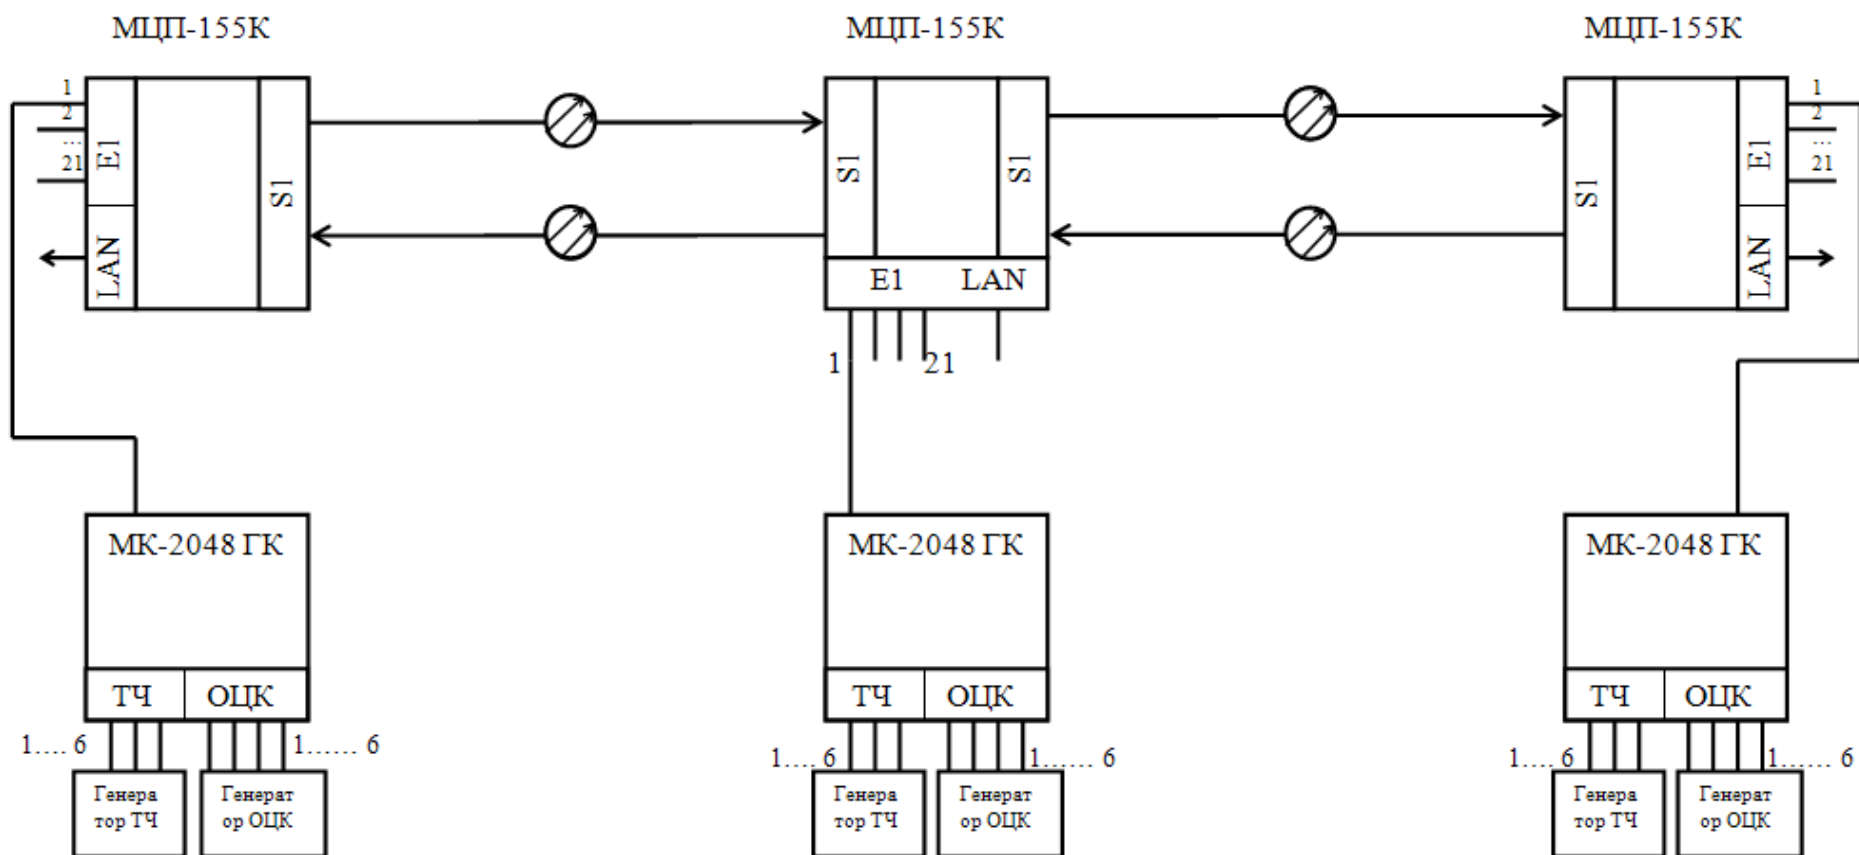 МЦП-155К
МЦП-155К
МЦП-155К
1
2
...
21
E1
LAN
S1
S1
S1
E1 LAN
1
21
S1
1
2
...
21
E1
LAN
МК-2048 ГК
ТЧ ОЦК
1.... 6
1...... 6
Генера
тор ТЧ
Генерат
ор ОЦК
МК-2048 ГК
ТЧ ОЦК
1.... 6
1...... 6
Генера
тор ТЧ
Генерат
ор ОЦК
МК-2048 ГК
ТЧ ОЦК
1.... 6
1...... 6
Генера
тор ТЧ
Генерат
ор ОЦК